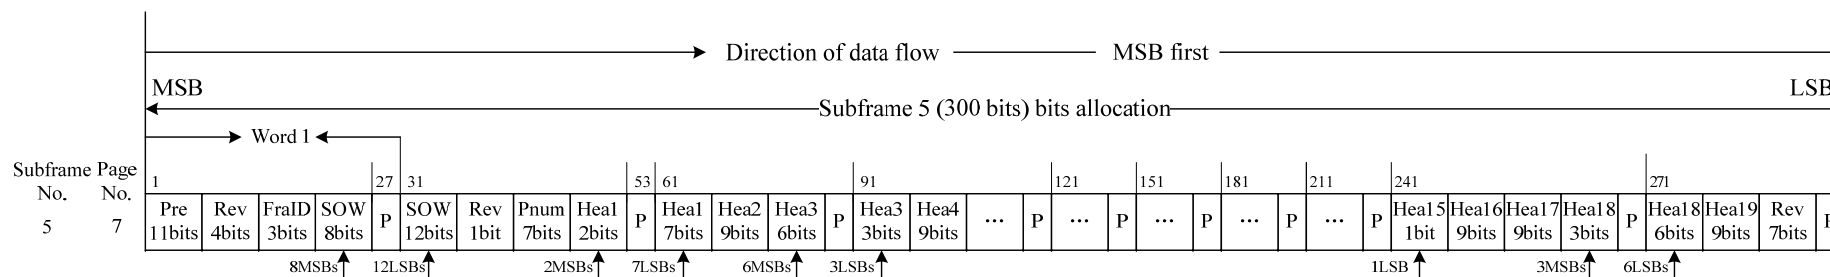 Direction of data flow MSB first
MSB LSB
Subframe 5 (300 bits) bits allocation
Word 1
Subframe Page
No. No.
1 27 31 53 61 91 121 151 181 211 241 271
Pre Rev FraID SOW P SOW Rev Pnum Hea1 P Hea1 Hea2 Hea3 P Hea3 Hea4 ... P ... P ... P ... P ... P Hea15 Hea16 Hea17 Hea18 P Hea18 Hea19 Rev
5 7 11bits 4bits 3bits 8bits 12bits 1bit 7bits 2bits 7bits 9bits 6bits 3bits 9bits 1bit 9bits 9bits 3bits 6bits 9bits 7bits
8MSBs 12LSBs 2MSBs 7LSBs 6MSBs 3LSBs 1LSB 3MSBs 6LSBs